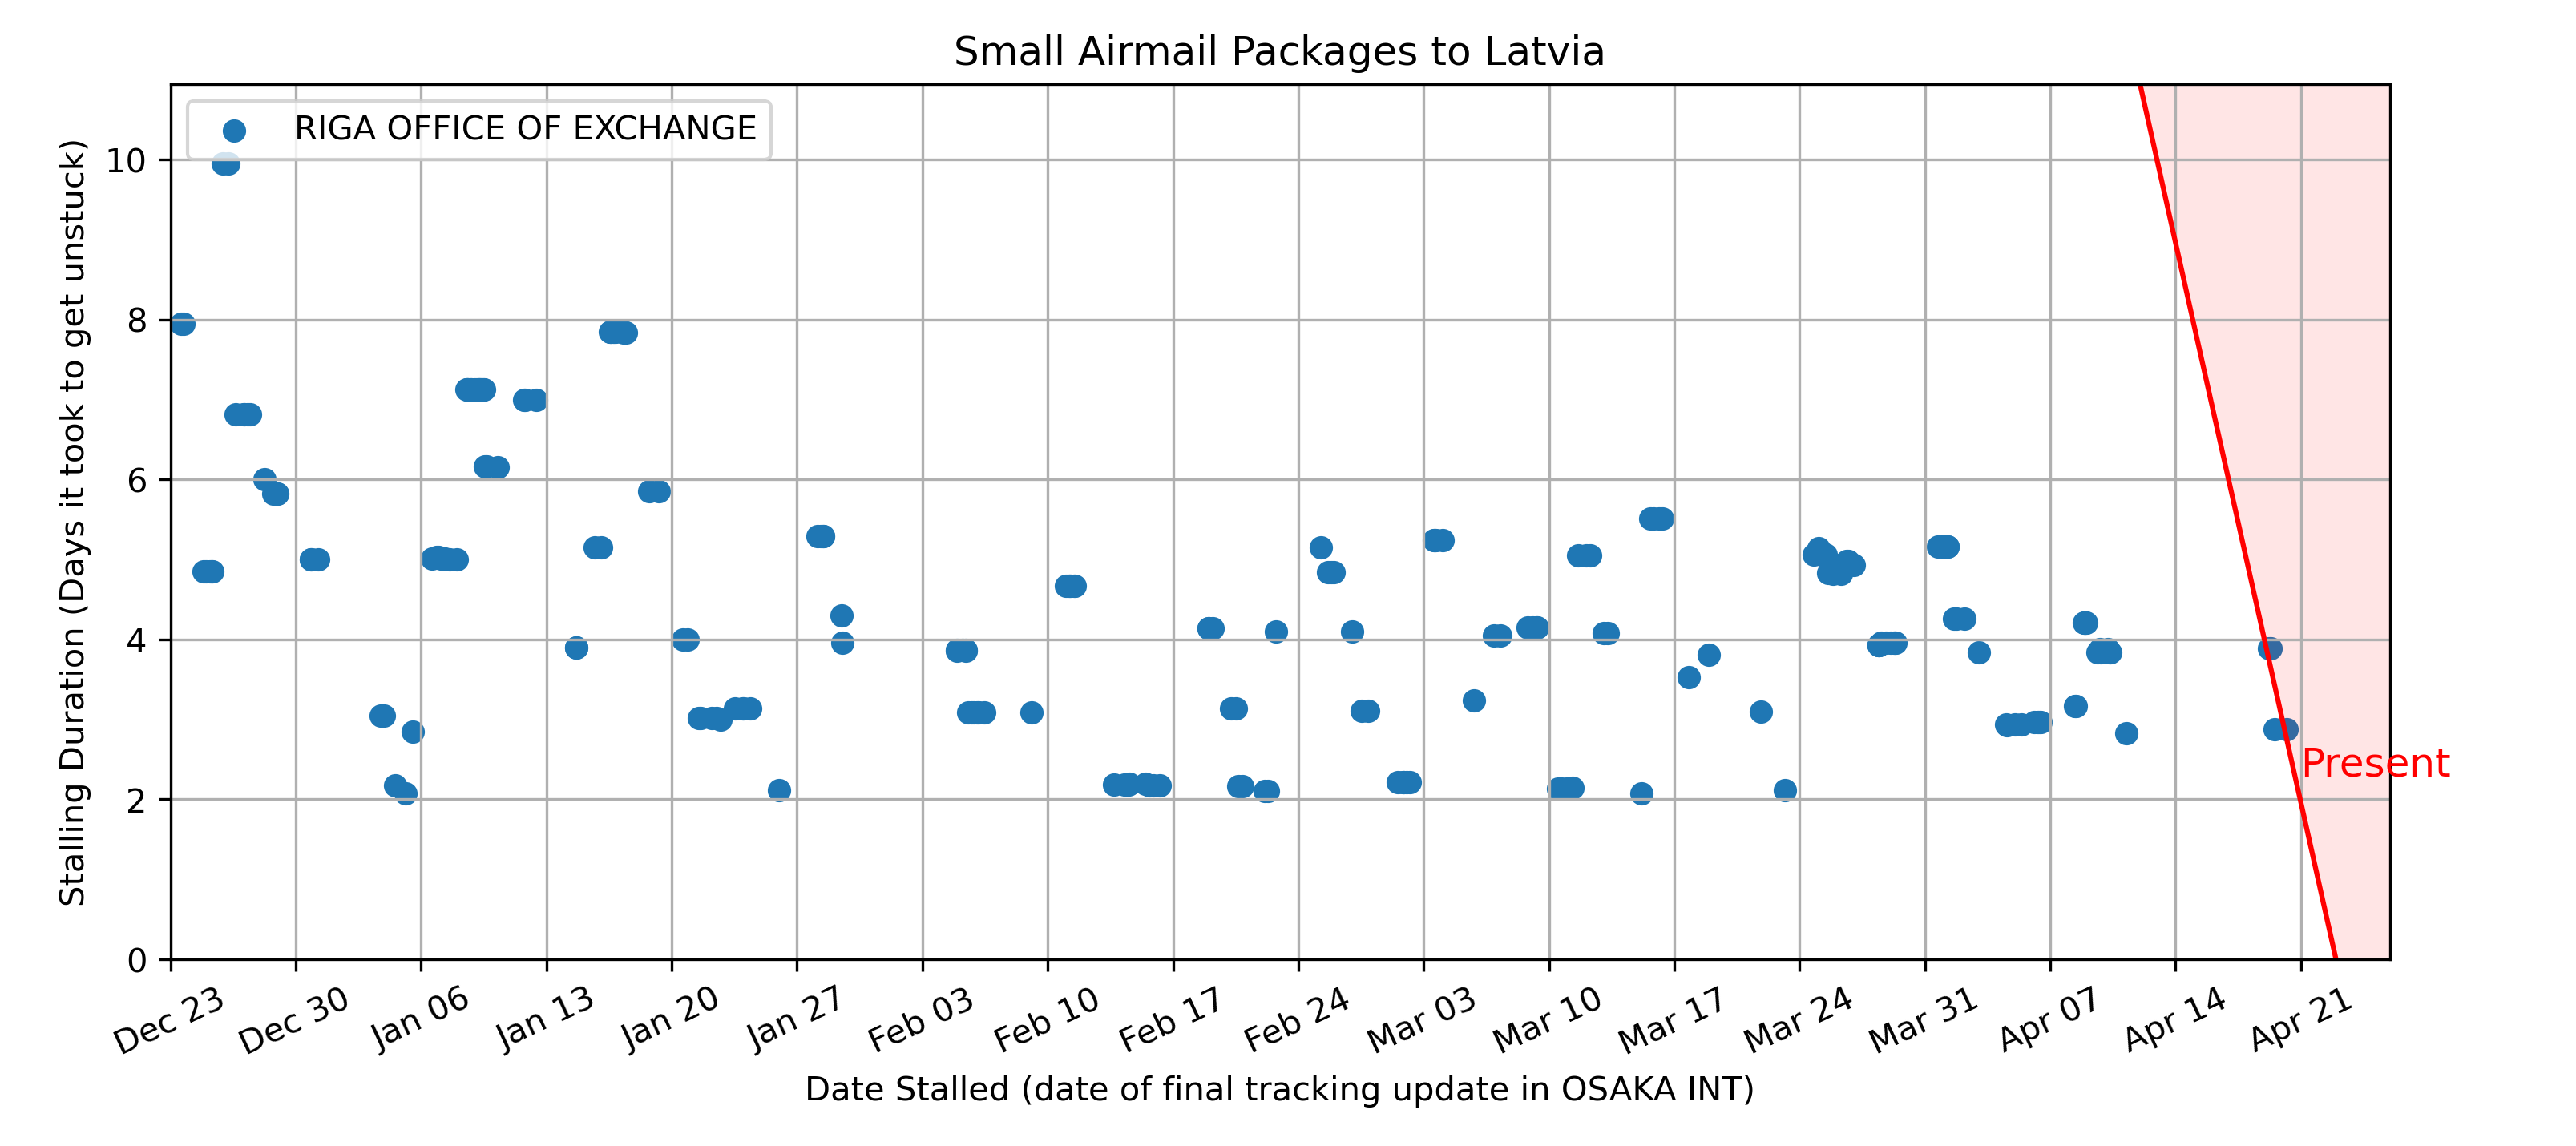 Small Airmail Packages to Latvia
RIGA OFFICE OF EXCHANGE
Stalling Duration (Days it took to get unstuck)
10
8
6
4
2
0
Present
Dec 23
Dec 30
Jan 06
Jan 13
Jan 20
Jan 27
Feb 03
Feb 10
Feb 17
Feb 24
Mar 03
Mar 10
Mar 17
Mar 24
Mar 31
Apr 07
Apr 14
Apr 21
Date Stalled (date of final tracking update in OSAKA INT)